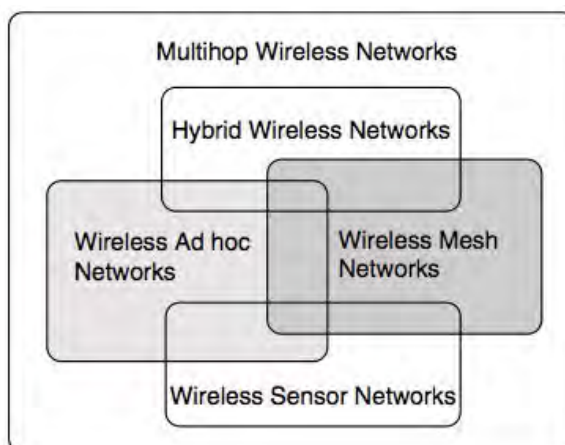 Multihop Wireless Networks
Hybrid Wireless Networks
Wireless Ad hoc
Networks
Wireless Mesh
Networks
Wireless Sensor Networks